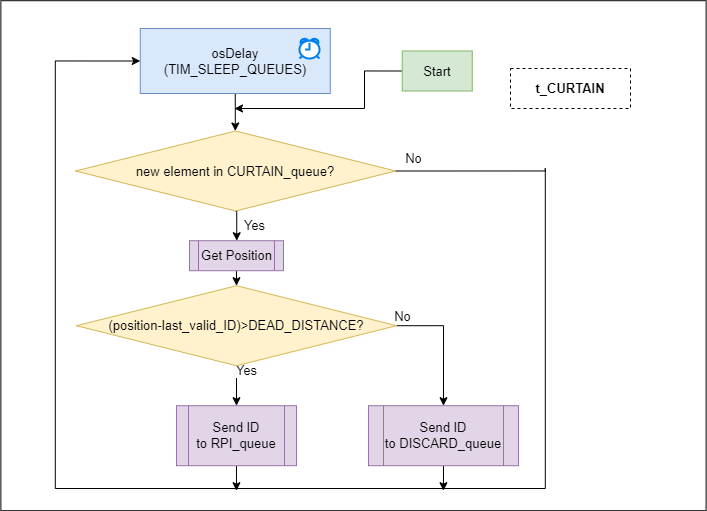 osDelay
(TIM_SLEEP_QUEUES)
Start
t_CURTAIN
new element in CURTAIN_queue?
No
Yes
Get Position
(position-last_valid_ID)>DEAD_DISTANCE?
No
Yes
Send ID
to RPI_queue
Send ID
to DISCARD_queue